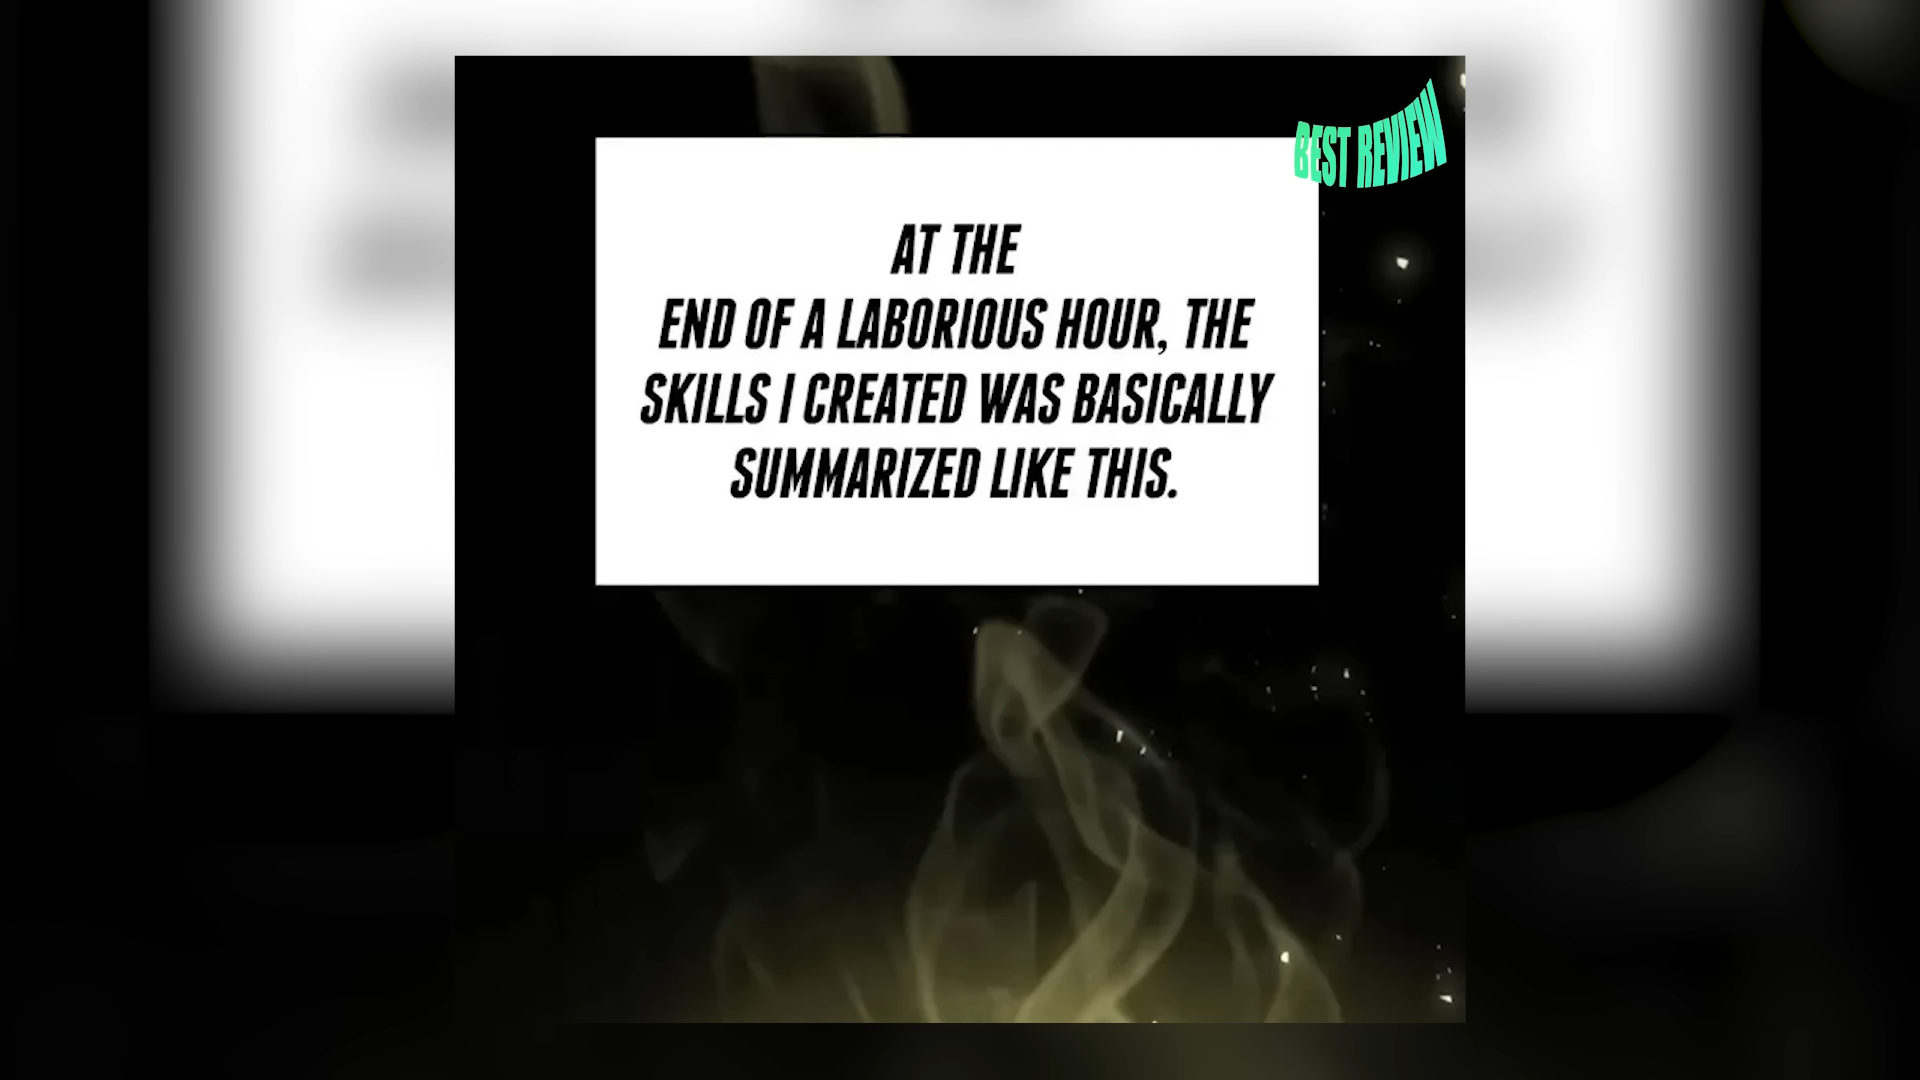 BEST REVIEW
AT THE
END OF A LABORIOUS HOUR, THE
SKILLS I CREATED WAS BASICALLY
SUMMARIZED LIKE THIS.